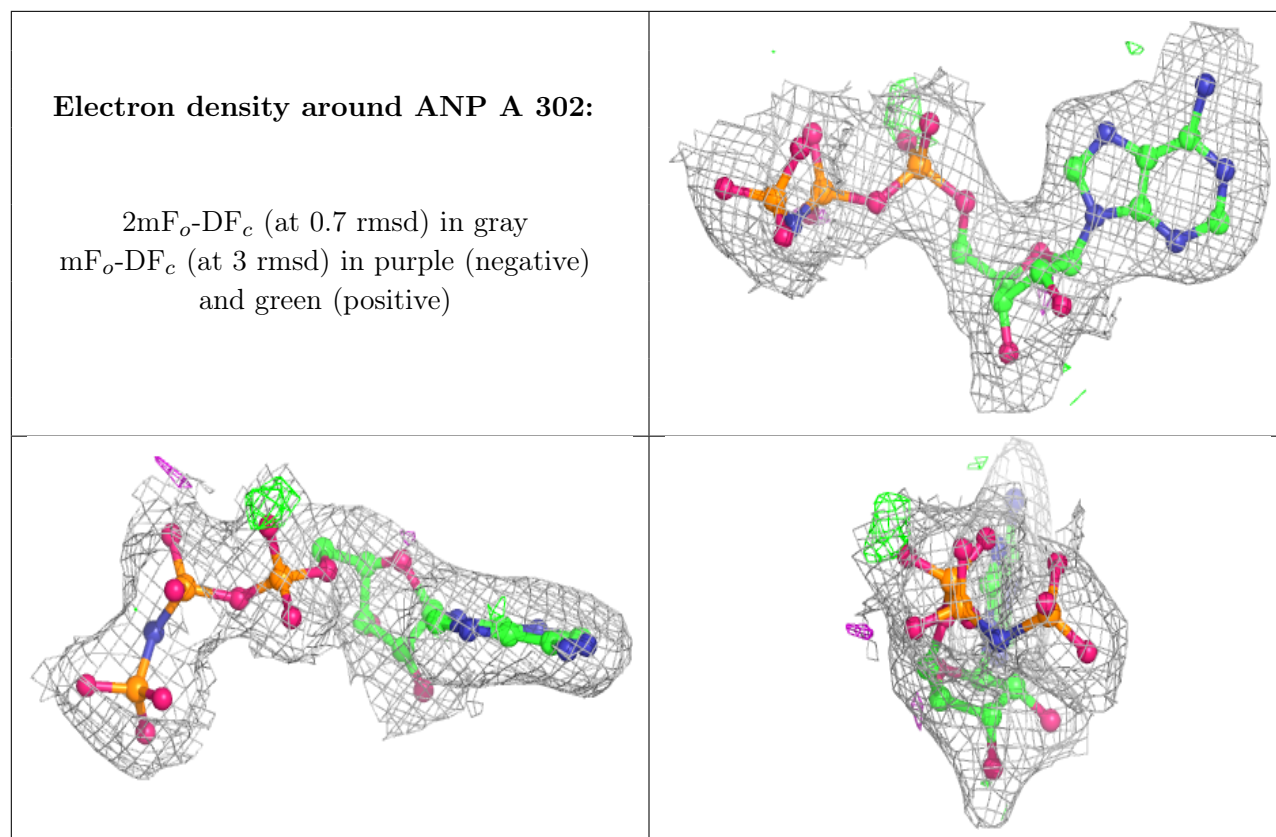 Electron density around ANP A 302:
2mFo-DFc (at 0.7 rmsd) in gray
mFo-DFc (at 3 rmsd) in purple (negative)
and green (positive)